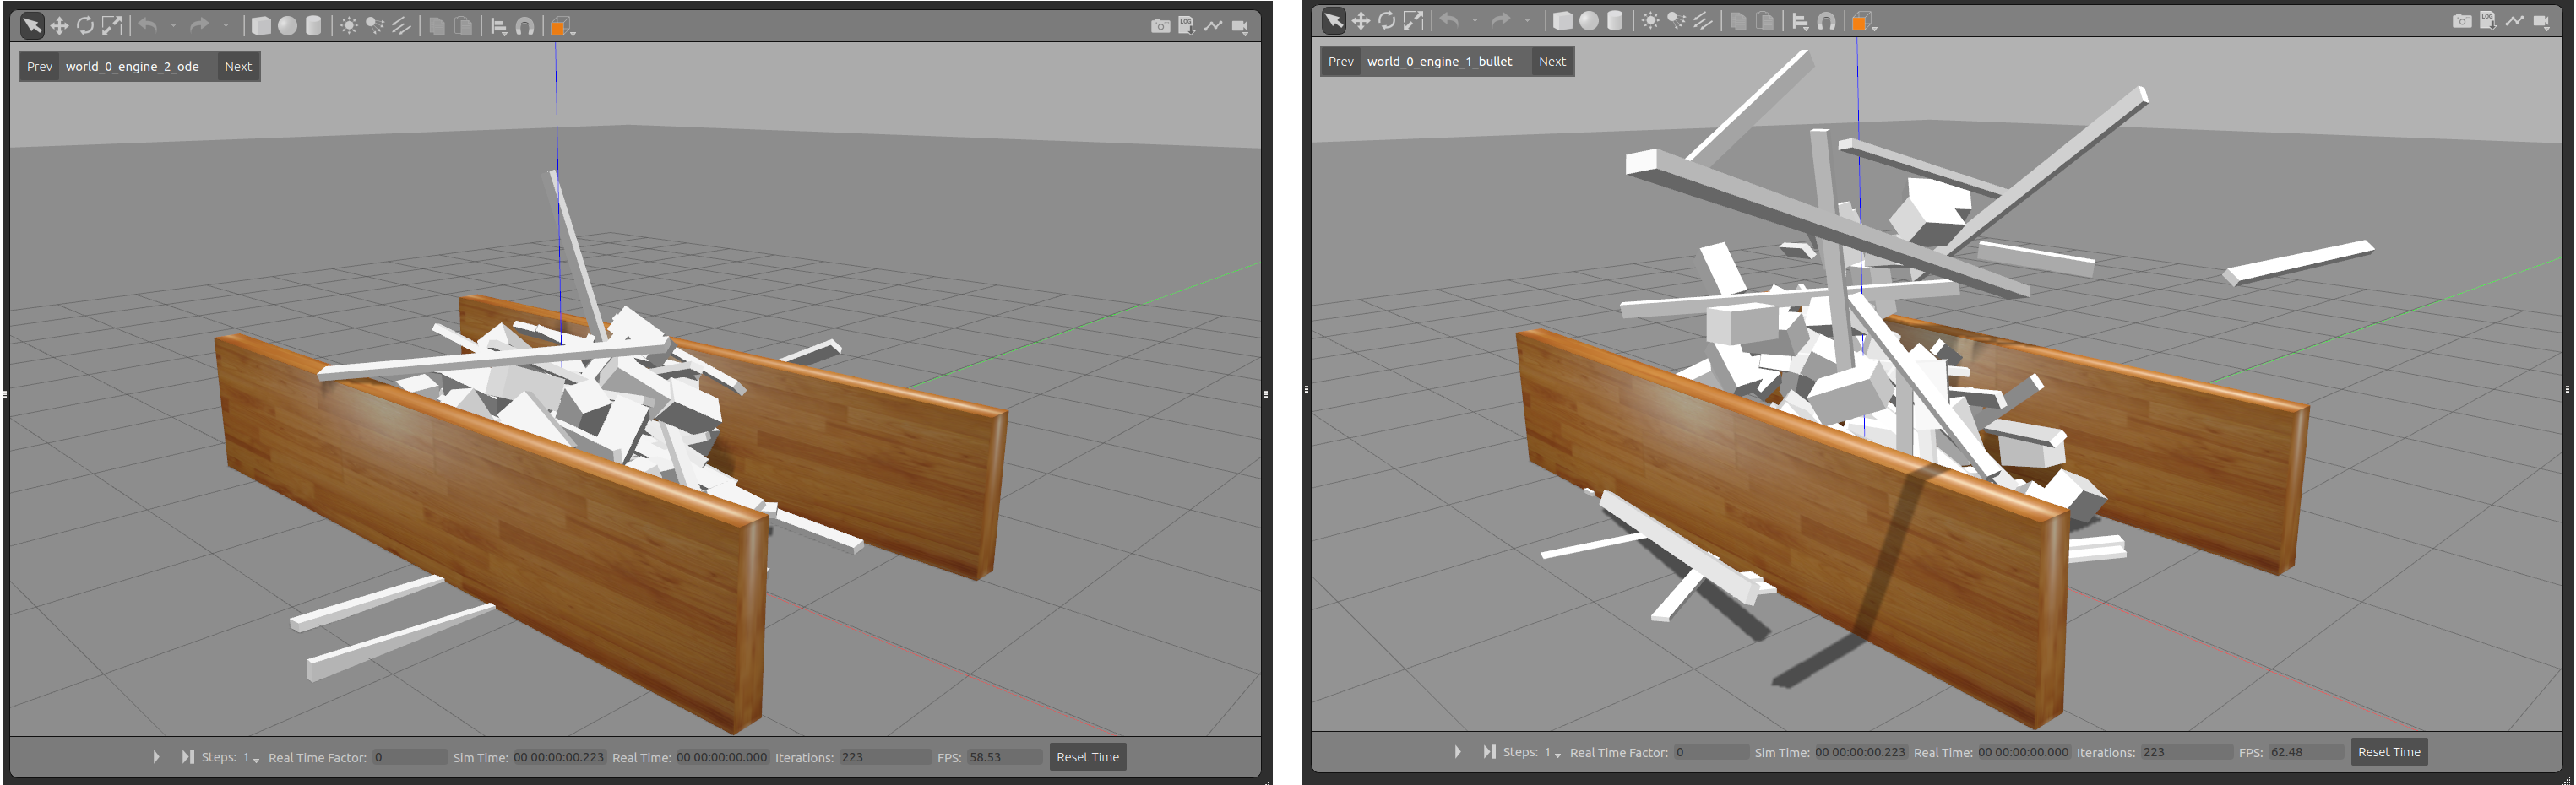 LOG
Prev world_0_engine_2_ode Next
Steps: 1 Real Time Factor: 0 Sim Time: 00 00:00:00.223 Real Time: 00 00:00:00.000 Iterations: 223 FPS: 58.53 Reset Time
LOG
Prev world_0_engine_1_bullet Next
Steps: 1 Real Time Factor: 0 Sim Time: 00 00:00:00.223 Real Time: 00 00:00:00.000 Iterations: 223 FPS: 62.48 Reset Time